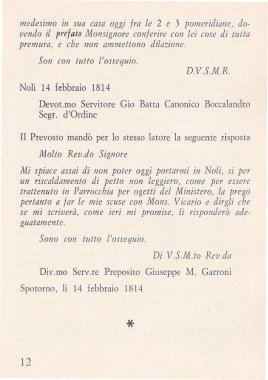 medesimo in sua casa oggi fra le 2 e 3 pomeridiane, do-
vendo il prefato Monsignore conferire con lei cose di tutta
premura, e che non ammettono dilazione.
Son con tutto l'ossequio.
D.V.S.M.R.
Noli 14 febbraio 1814
Devot.mo Servitore Gio Batta Canonico Boccalandro
Segr. d'Ordine
Il Prevosto mandò per lo stesso latore la seguente risposta
Molto Rev.do Signore
Mi spiace assai di non poter oggi portarmi in Noli, sì per
un riscaldamento di petto non leggiero, come per essere
trattenuto in Parrocchia per ogetti del Ministero, la prego
pertanto a far le mie scuse con Mons. Vicario e dirgli che
se mi scriverà, come ieri mi promise, li risponderò ade-
guatamente.
Sono con tutto l'ossequio.
Di V.S.M.to Rev.da
Div.mo Serv.re Preposito Giuseppe M. Garroni
Spotorno, li 14 febbraio 1814
*
12